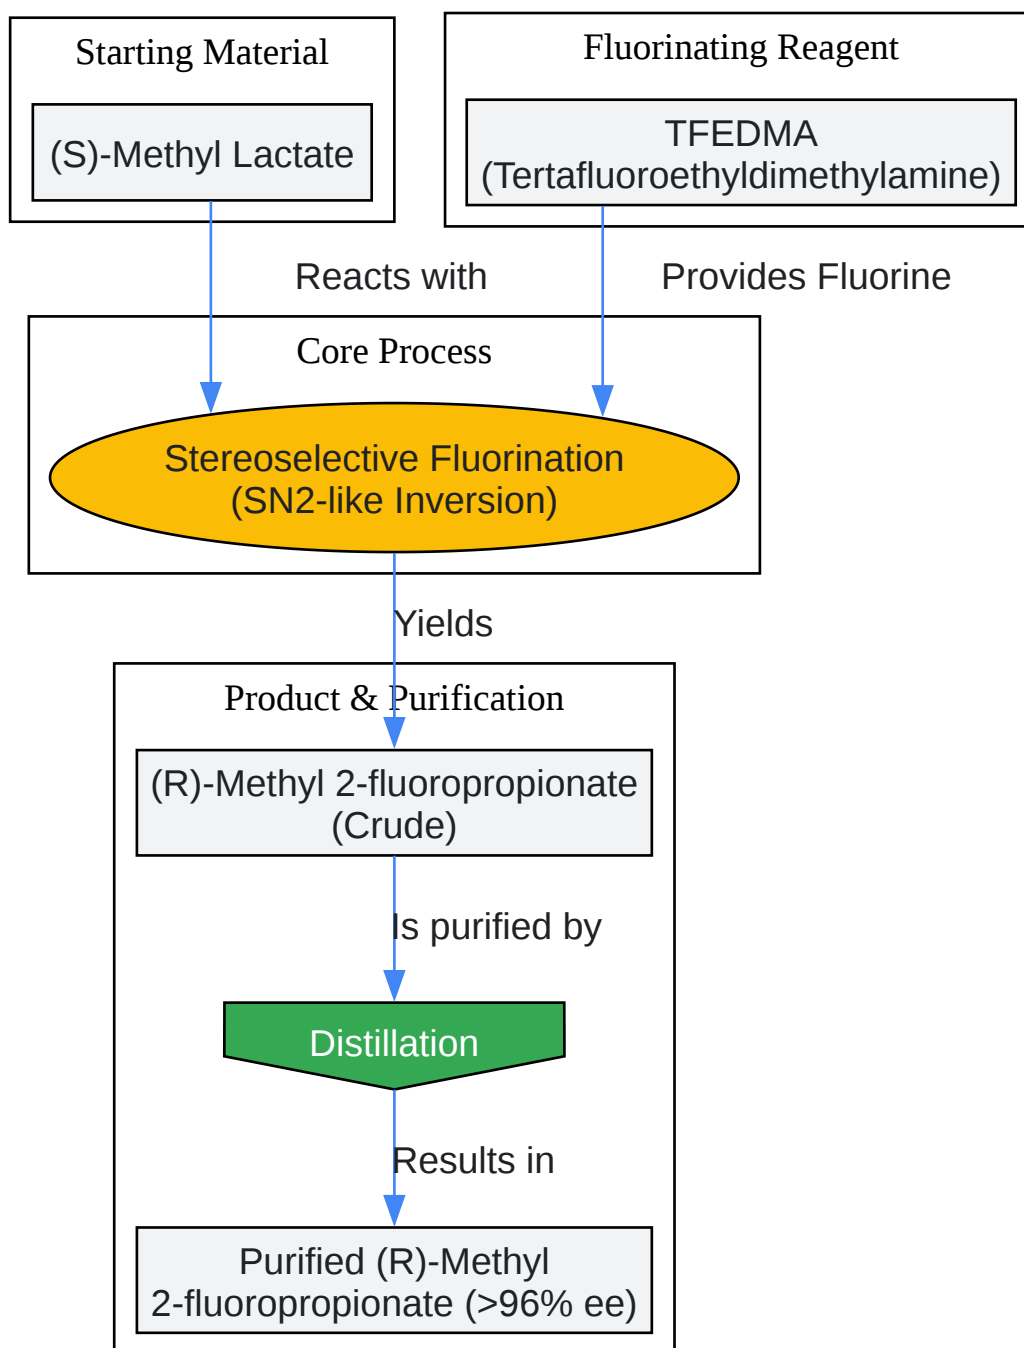 Starting Material
(S)-Methyl Lactate
Fluorinating Reagent
TFEDMA
(Tertafluoroethyldimethylamine)
Reacts with
Provides Fluorine
Core Process
Stereoselective Fluorination
(SN2-like Inversion)
Yields
Product & Purification
(R)-Methyl 2-fluoropropionate
(Crude)
Is purified by
Distillation
Results in
Purified (R)-Methyl
2-fluoropropionate (>96% ee)